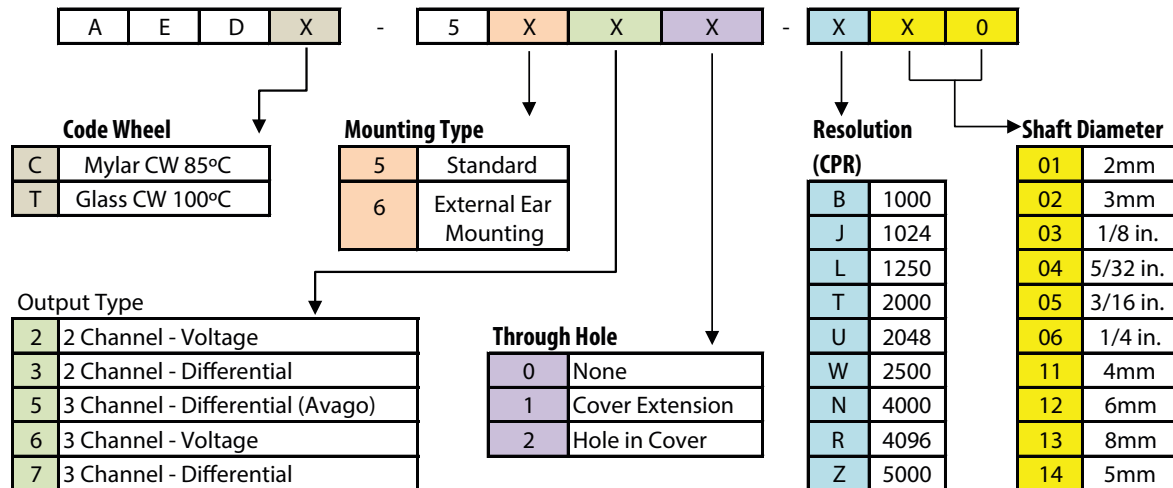 A E D X - 5 X X X - X X 0
Code Wheel
C Mylar CW 85ºC
T Glass CW 100ºC
Mounting Type
5 Standard
6 External Ear
Mounting
Output Type
2 2 Channel - Voltage
3 2 Channel - Differential
5 3 Channel - Differential (Avago)
6 3 Channel - Voltage
7 3 Channel - Differential
Through Hole
0 None
1 Cover Extension
2 Hole in Cover
Resolution
(CPR)
B 1000
J 1024
L 1250
T 2000
U 2048
W 2500
N 4000
R 4096
Z 5000
Shaft Diameter
01 2mm
02 3mm
03 1/8 in.
04 5/32 in.
05 3/16 in.
06 1/4 in.
11 4mm
12 6mm
13 8mm
14 5mm